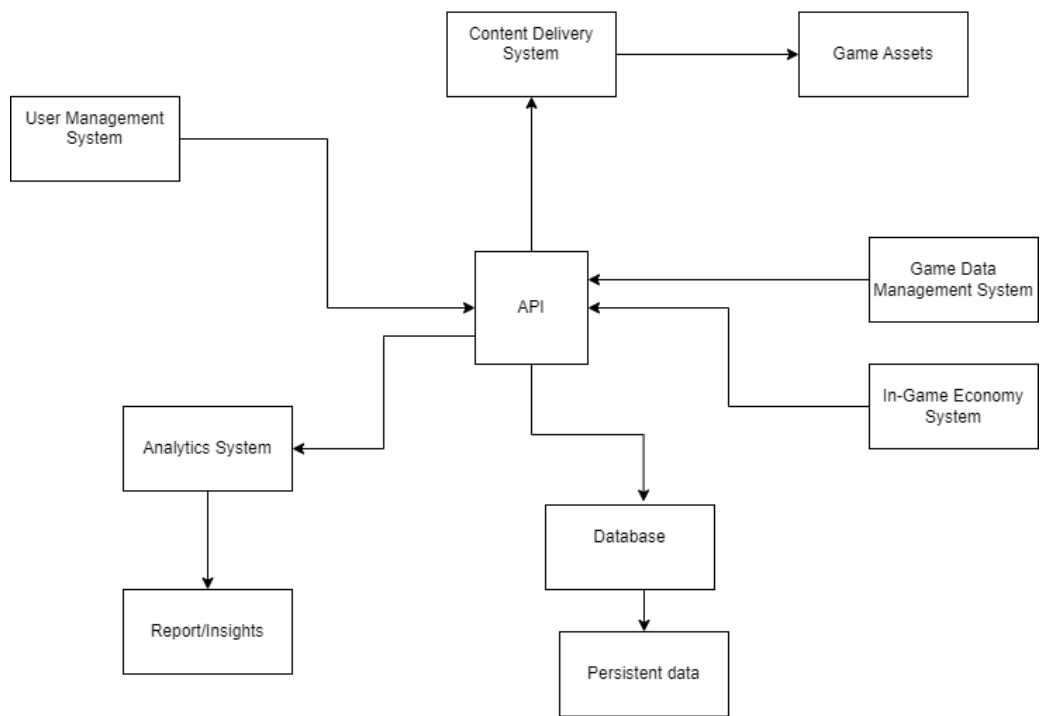 Content Delivery
System
Game Assets
User Management
System
API
Game Data
Management System
In-Game Economy
System
Analytics System
Database
Report/Insights
Persistent data